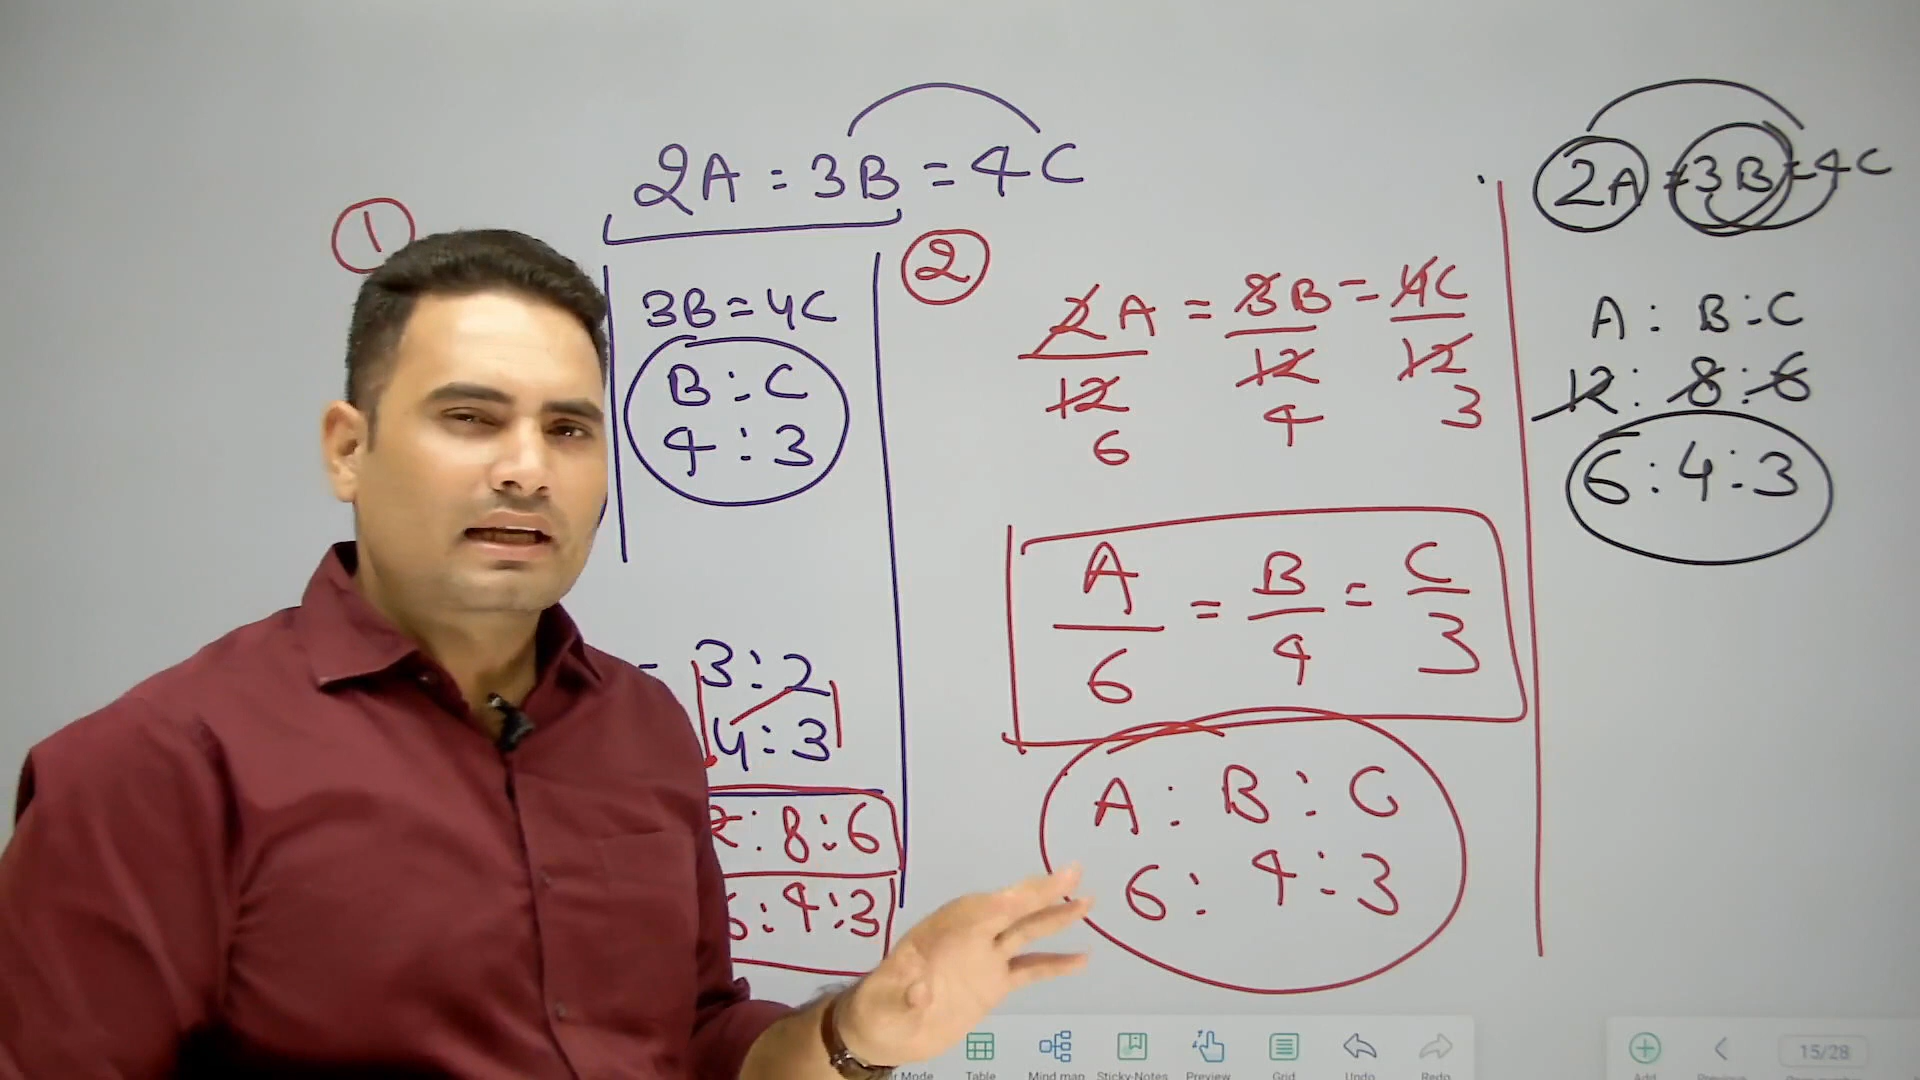 2A = 3B = 4C
1
3B = 4C
B : C
4 : 3
= 3 : 2
4 : 3
: 8 : 6
6 : 4 : 3
2
2A = 3B = 4C
12 12 12
6 4 3
A = B = C
6 4 3
A : B : C
6 : 4 : 3
2A = 3B = 4C
A : B : C
12 : 8 : 6
6 : 4 : 3
Table Mind map Sticky-Notes Preview Grid Undo Redo
15/28